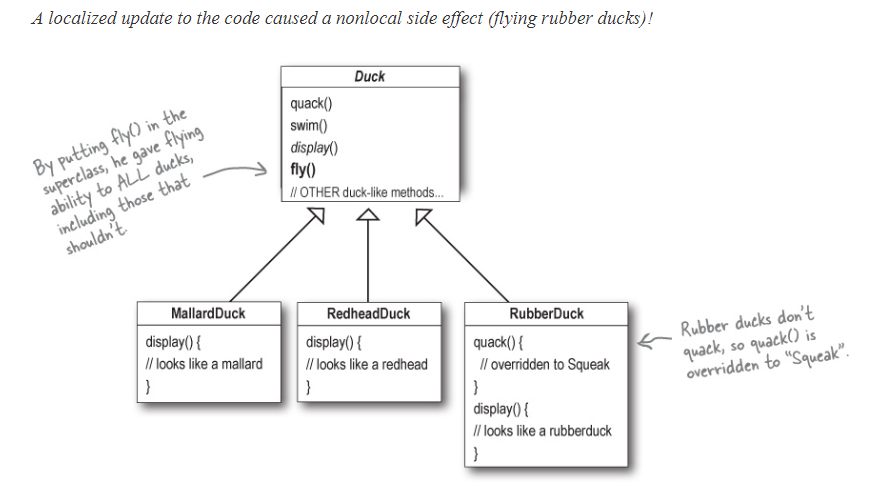 A localized update to the code caused a nonlocal side effect (flying rubber ducks)!
Duck
quack()
swim()
display()
fly()
// OTHER duck-like methods...
By putting fly() in the
superclass, he gave flying
ability to ALL ducks,
including those that
shouldn't.
MallardDuck
display() {
// looks like a mallard
}
RedheadDuck
display() {
// looks like a redhead
}
RubberDuck
quack() {
// overridden to Squeak
}
display() {
// looks like a rubberduck
}
Rubber ducks don't
quack, so quack() is
overridden to "Squeak".